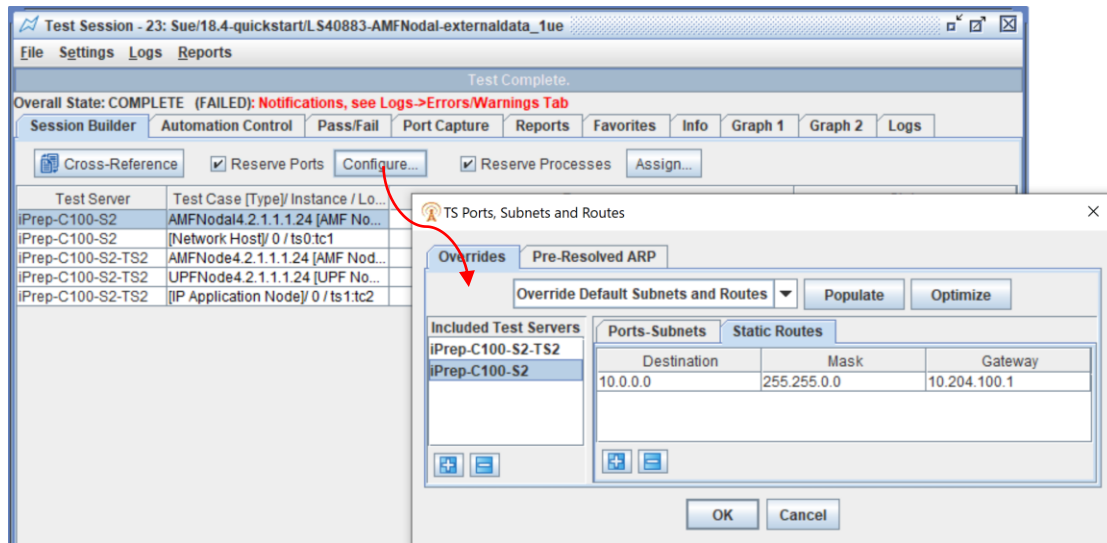 Test Session - 23: Sue/18.4-quickstart/LS40883-AMFNodal-externaldata_1ue
File Settings Logs Reports
Test Complete.
Overall State: COMPLETE (FAILED): Notifications, see Logs->Errors/Warnings Tab
Session Builder Automation Control Pass/Fail Port Capture Reports Favorites Info Graph 1 Graph 2 Logs
Cross-Reference Reserve Ports Configure... Reserve Processes Assign...
Test Server Test Case [Type]/ Instance / Lo...
iPrep-C100-S2 AMFNodal4.2.1.1.1.24 [AMF No...
iPrep-C100-S2 [Network Host]/ 0 / ts0:tc1
iPrep-C100-S2-TS2 AMFNode4.2.1.1.1.24 [AMF Nod...
iPrep-C100-S2-TS2 UPFNode4.2.1.1.1.24 [UPF No...
iPrep-C100-S2-TS2 [IP Application Node]/ 0 / ts1:tc2
TS Ports, Subnets and Routes
Overrides Pre-Resolved ARP
Override Default Subnets and Routes Populate Optimize
Included Test Servers Ports-Subnets Static Routes
iPrep-C100-S2-TS2
iPrep-C100-S2
Destination Mask Gateway
10.0.0.0 255.255.0.0 10.204.100.1
OK Cancel